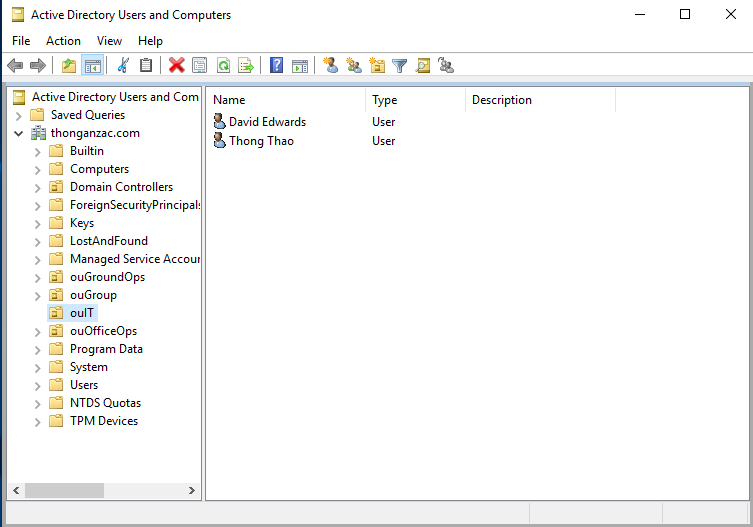 Active Directory Users and Computers
File Action View Help
Active Directory Users and Com
Saved Queries
thonganzac.com
Builtin
Computers
Domain Controllers
ForeignSecurityPrincipals
Keys
LostAndFound
Managed Service Accour
ouGroundOps
ouGroup
ouIT
ouOfficeOps
Program Data
System
Users
NTDS Quotas
TPM Devices
Name Type Description
David Edwards User
Thong Thao User